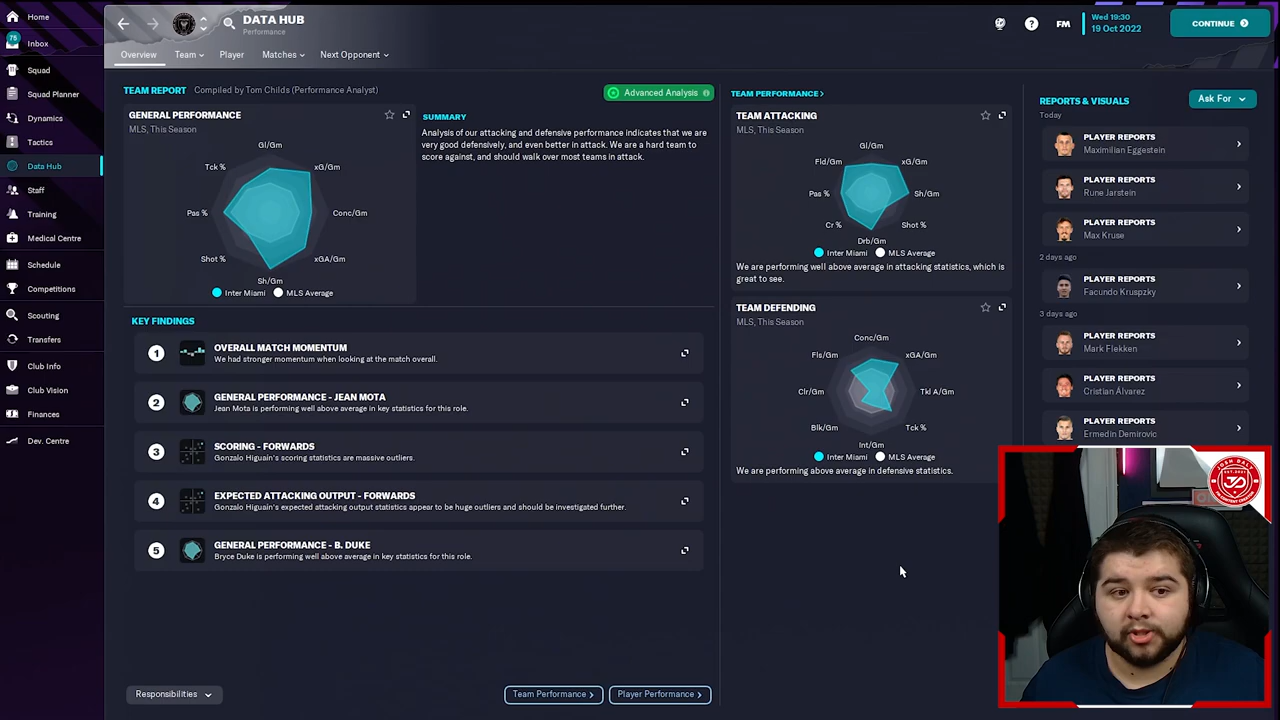 Home
75
Inbox
Squad
Squad Planner
Dynamics
Tactics
Data Hub
Staff
Training
Medical Centre
Schedule
Competitions
Scouting
Transfers
Club Info
Club Vision
Finances
Dev. Centre
DATA HUB
Performance
FM
Wed 19:30
19 Oct 2022
CONTINUE
Overview
Team
Player
Matches
Next Opponent
TEAM REPORT Compiled by Tom Childs (Performance Analyst)
Advanced Analysis
GENERAL PERFORMANCE
MLS, This Season
Gl/Gm
Tck %
xG/Gm
Pas %
Conc/Gm
Shot %
xGA/Gm
Sh/Gm
Inter Miami MLS Average
SUMMARY
Analysis of our attacking and defensive performance indicates that we are
very good defensively, and even better in attack. We are a hard team to
score against, and should walk over most teams in attack.
KEY FINDINGS
1
OVERALL MATCH MOMENTUM
We had stronger momentum when looking at the match overall.
2
GENERAL PERFORMANCE - JEAN MOTA
Jean Mota is performing well above average in key statistics for this role.
3
SCORING - FORWARDS
Gonzalo Higuaín's scoring statistics are massive outliers.
4
EXPECTED ATTACKING OUTPUT - FORWARDS
Gonzalo Higuaín's expected attacking output statistics appear to be huge outliers and should be investigated further.
5
GENERAL PERFORMANCE - B. DUKE
Bryce Duke is performing well above average in key statistics for this role.
Responsibilities
Team Performance
Player Performance
TEAM PERFORMANCE
TEAM ATTACKING
MLS, This Season
Gl/Gm
Fld/Gm
xG/Gm
Pas %
Sh/Gm
Cr %
Shot %
Drb/Gm
Inter Miami MLS Average
We are performing well above average in attacking statistics, which is
great to see.
TEAM DEFENDING
MLS, This Season
Conc/Gm
Fls/Gm
xGA/Gm
Clr/Gm
Tkl A/Gm
Blk/Gm
Tck %
Int/Gm
Inter Miami MLS Average
We are performing above average in defensive statistics.
REPORTS & VISUALS
Ask For
Today
PLAYER REPORTS
Maximilian Eggestein
PLAYER REPORTS
Rune Jarstein
PLAYER REPORTS
Max Kruse
2 days ago
PLAYER REPORTS
Facundo Kruspzky
3 days ago
PLAYER REPORTS
Mark Flekken
PLAYER REPORTS
Cristian Álvarez
PLAYER REPORTS
Ermedin Demirovic
JOSH DALY
JD